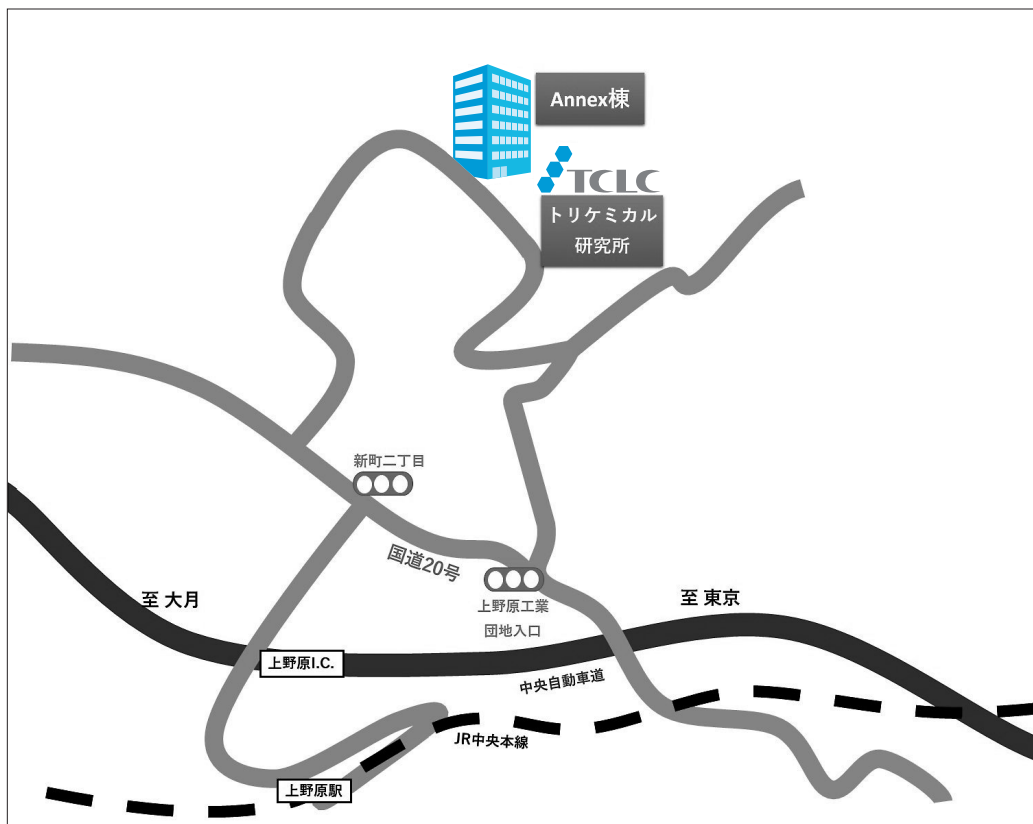 Annex棟
TCLC
トリケミカル
研究所
新町二丁目
国道20号
上野原工業
団地入口
至 大月
至 東京
上野原I.C.
中央自動車道
JR中央本線
上野原駅